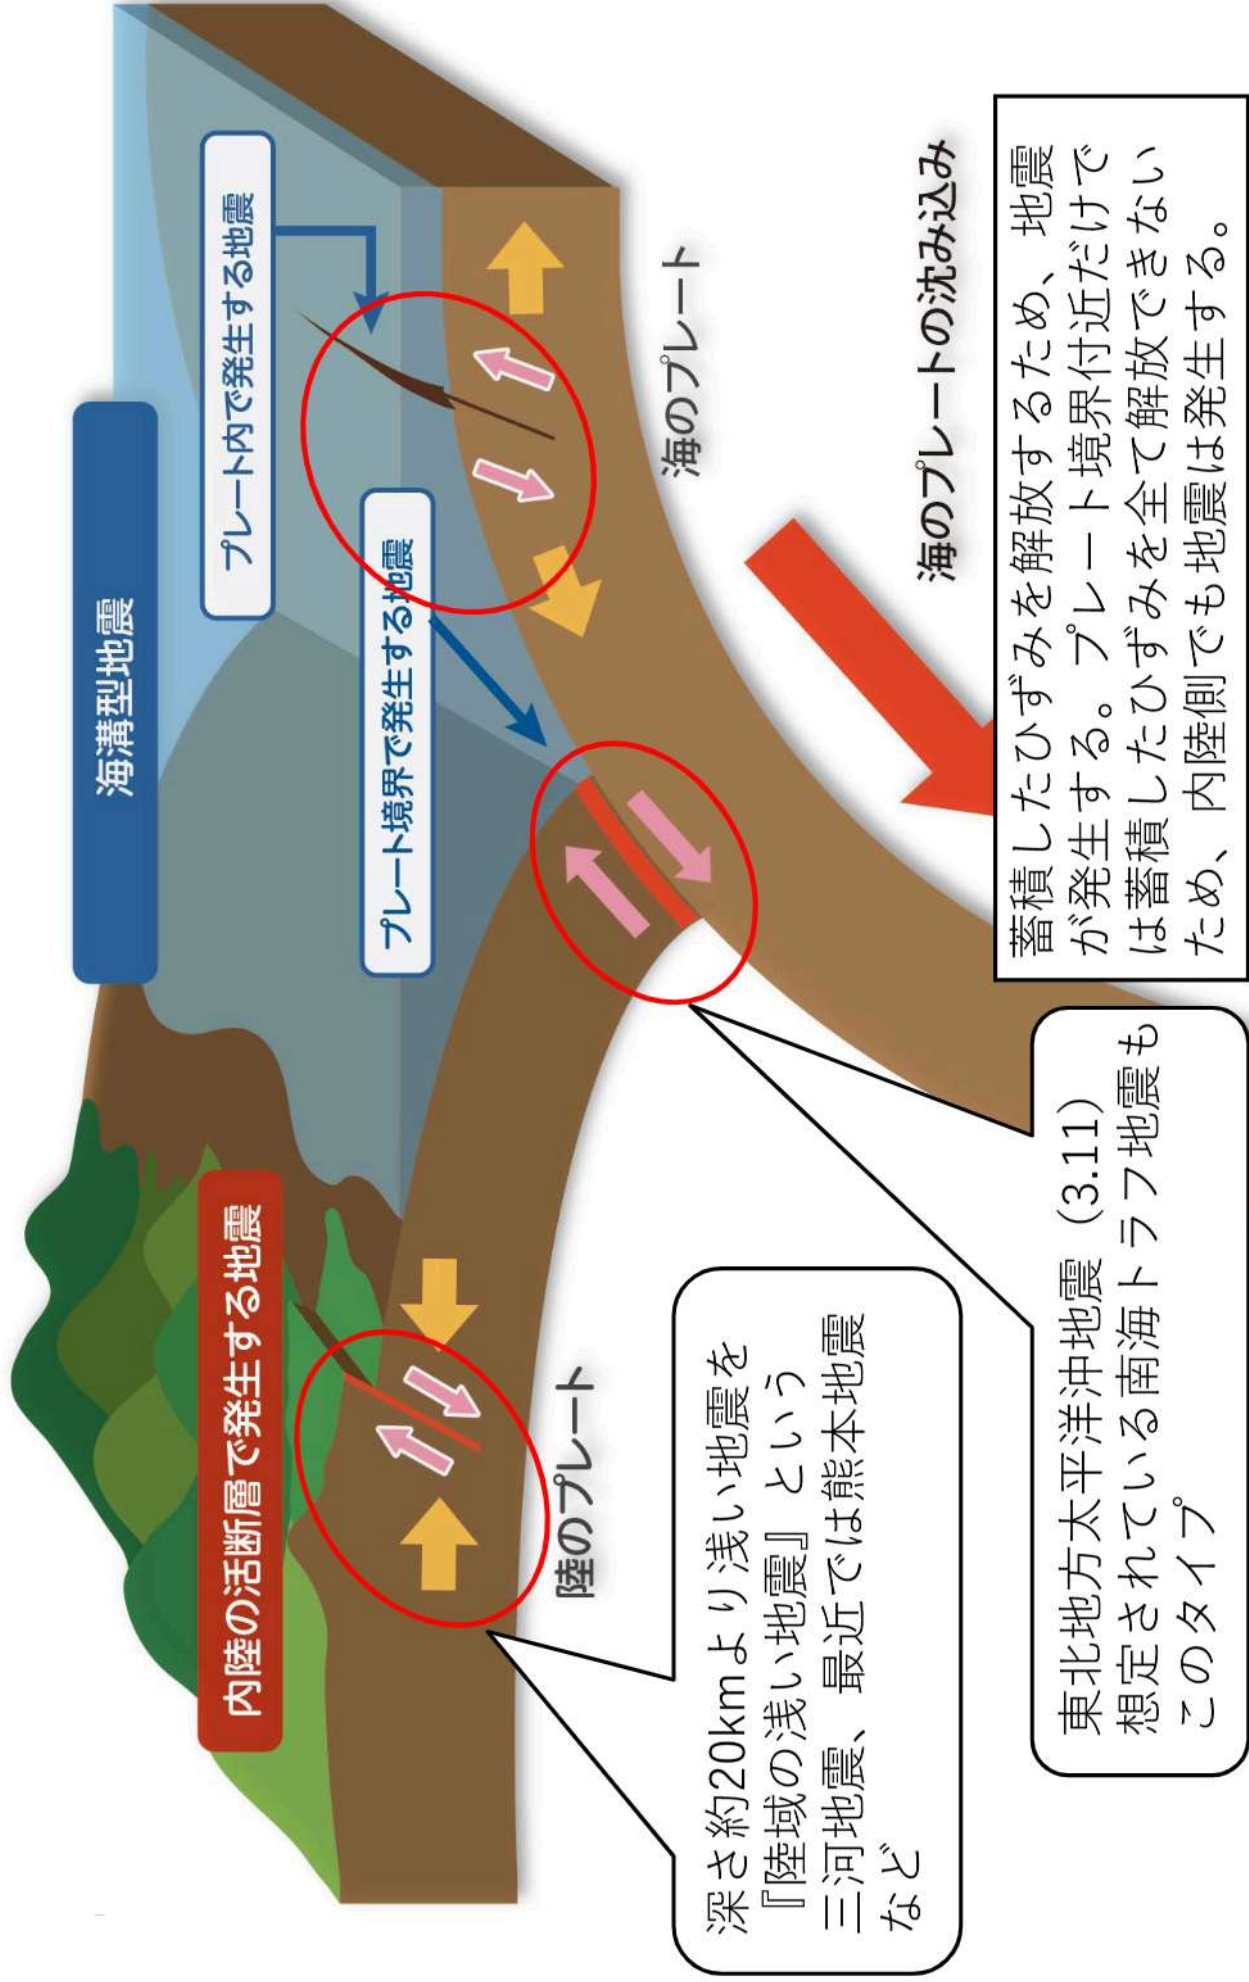 海溝型地震
プレート内で発生する地震
プレート境界で発生する地震
内陸の活断層で発生する地震
海のプレート
陸のプレート
海のプレートの沈み込み
深さ約20kmより浅い地震を
『陸域の浅い地震』という
三河地震、最近では熊本地震
など
東北地方太平洋沖地震（3.11）
想定されている南海トラフ地震も
このタイプ
蓄積したひずみを解放するため、地震
が発生する。プレート境界付近だけで
は蓄積したひずみを全て解放できない
ため、内陸側でも地震は発生する。